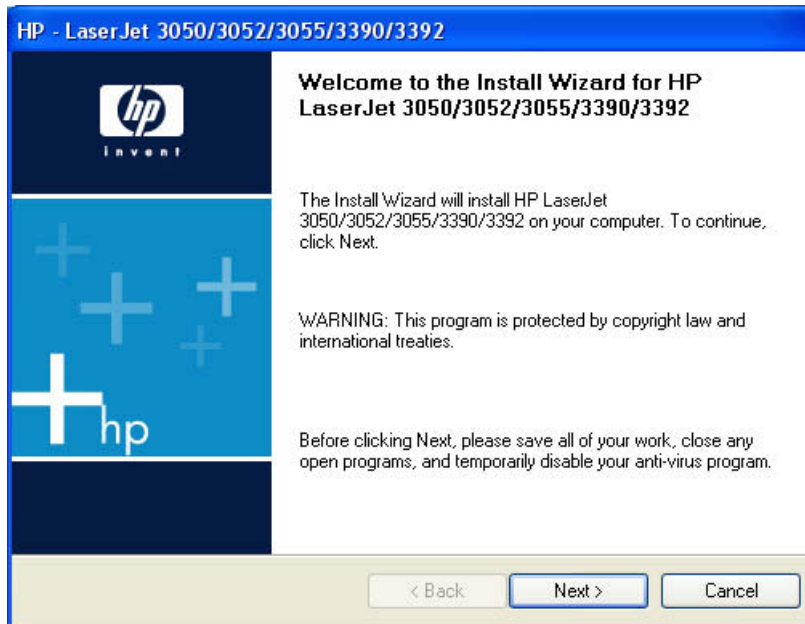 HP - LaserJet 3050/3052/3055/3390/3392
hp
invent
Welcome to the Install Wizard for HP
LaserJet 3050/3052/3055/3390/3392
The Install Wizard will install HP LaserJet
3050/3052/3055/3390/3392 on your computer. To continue,
click Next.
WARNING: This program is protected by copyright law and
international treaties.
hp
Before clicking Next, please save all of your work, close any
open programs, and temporarily disable your anti-virus program.
< Back
Next >
Cancel